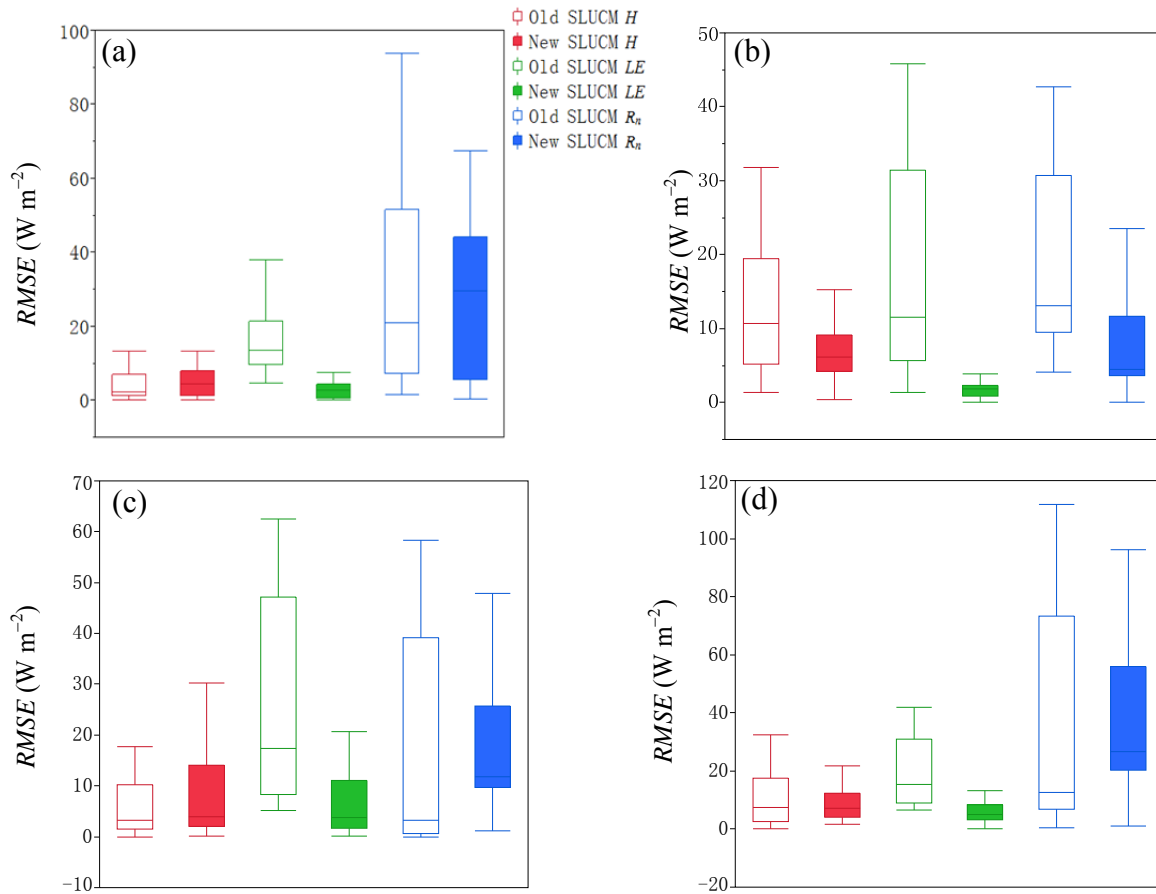 Old SLUCM H
New SLUCM H
Old SLUCM LE
New SLUCM LE
Old SLUCM Rn
New SLUCM Rn
(a)
100
80
60
40
20
0
RMSE (W m−2)
(b)
50
40
30
20
10
0
RMSE (W m−2)
(c)
70
60
50
40
30
20
10
0
−10
RMSE (W m−2)
(d)
120
100
80
60
40
20
0
−20
RMSE (W m−2)